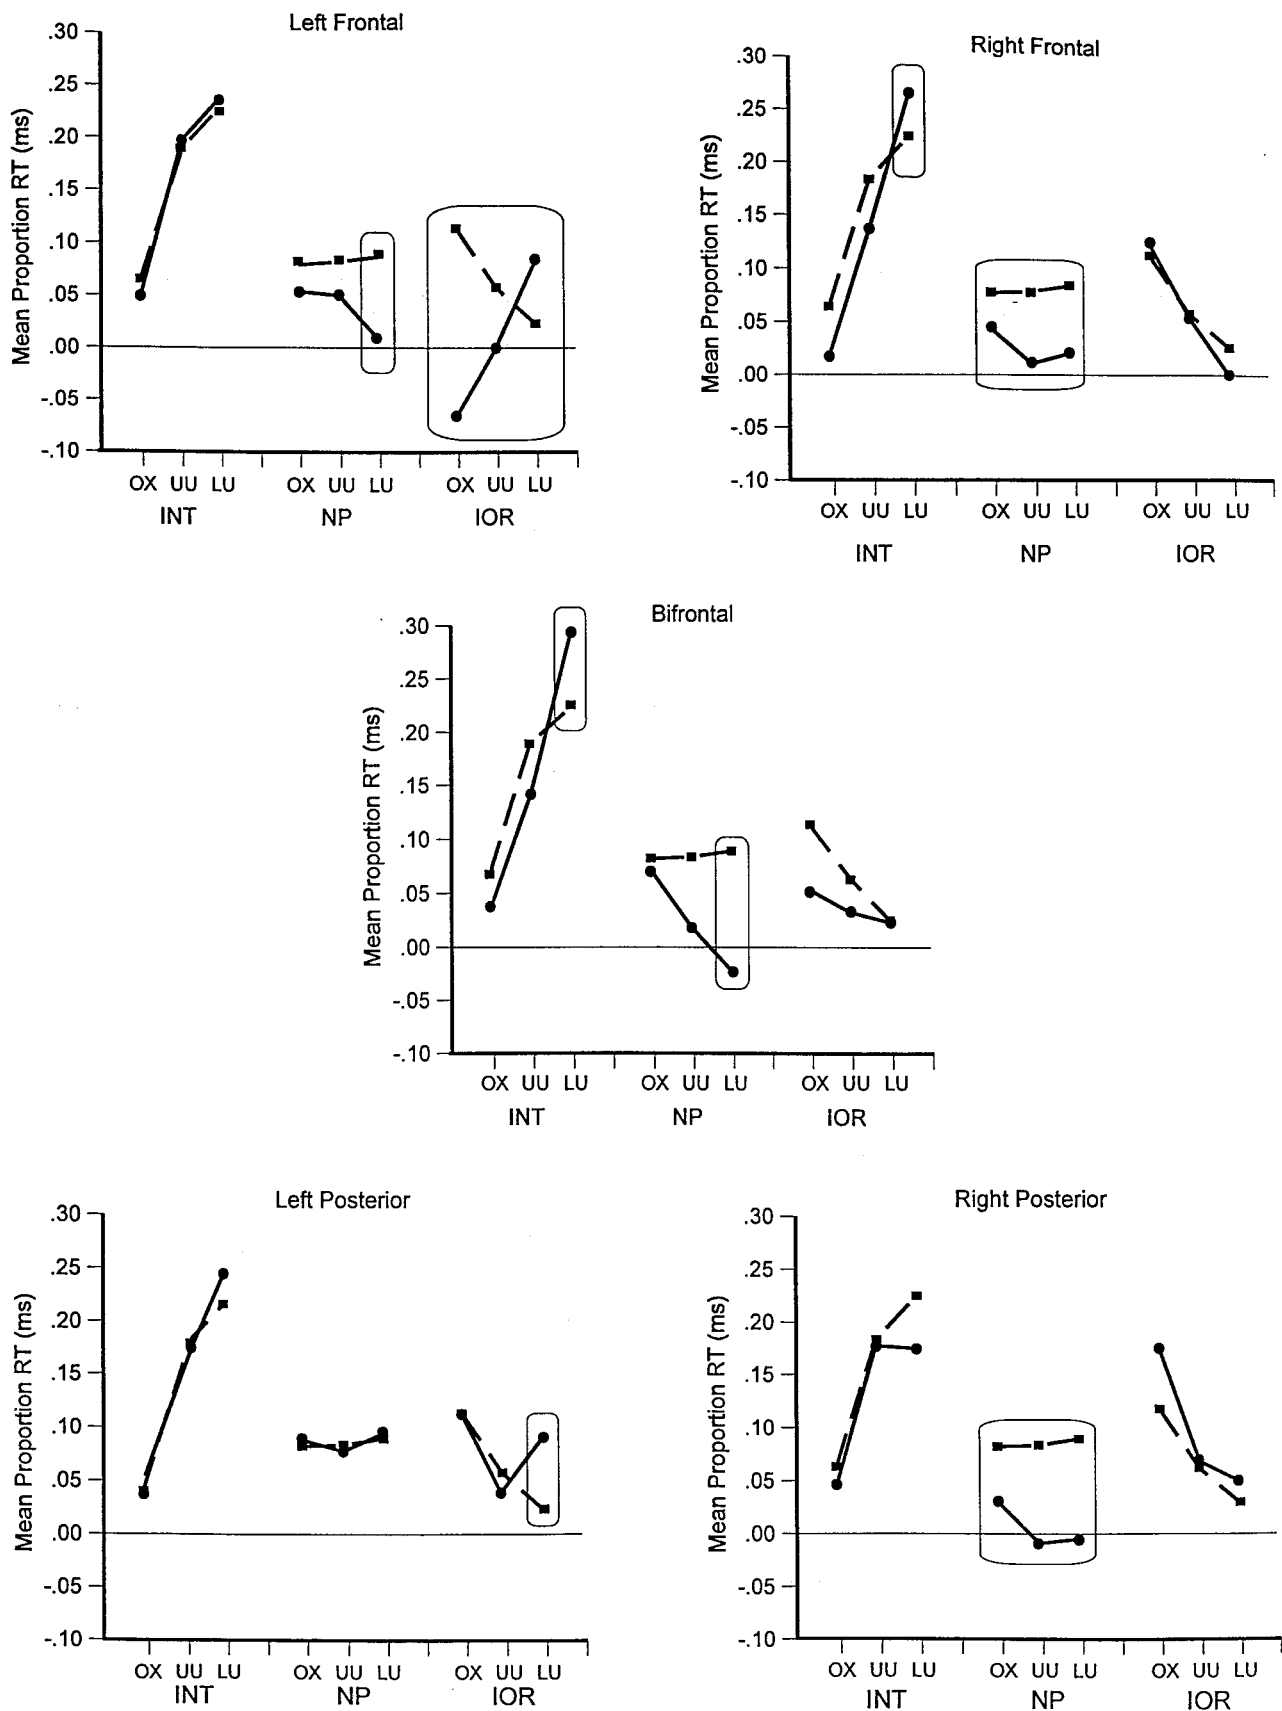 Left Frontal
.30
.25
.20
.15
.10
.05
.00
-.05
-.10
Mean Proportion RT (ms)
OX UU LU OX UU LU OX UU LU
INT NP IOR
Right Frontal
.30
.25
.20
.15
.10
.05
.00
-.05
-.10
Mean Proportion RT (ms)
OX UU LU OX UU LU OX UU LU
INT NP IOR
Bifrontal
.30
.25
.20
.15
.10
.05
.00
-.05
-.10
Mean Proportion RT (ms)
OX UU LU OX UU LU OX UU LU
INT NP IOR
Left Posterior
.30
.25
.20
.15
.10
.05
.00
-.05
-.10
Mean Proportion RT (ms)
OX UU LU OX UU LU OX UU LU
INT NP IOR
Right Posterior
.30
.25
.20
.15
.10
.05
.00
-.05
-.10
Mean Proportion RT (ms)
OX UU LU OX UU LU OX UU LU
INT NP IOR